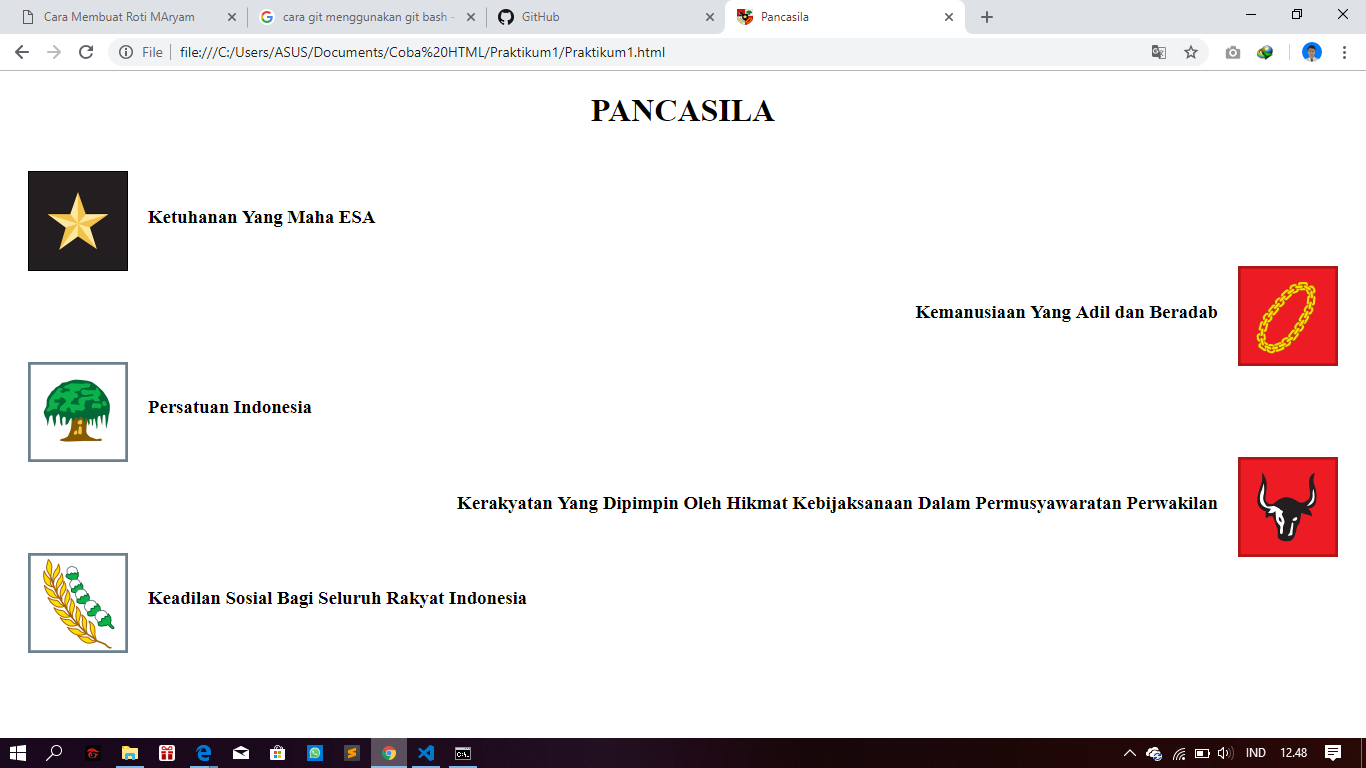 Cara Membuat Roti MAryam
cara git menggunakan git bash -
GitHub
Pancasila
File
file:///C:/Users/ASUS/Documents/Coba%20HTML/Praktikum1/Praktikum1.html
PANCASILA
Ketuhanan Yang Maha ESA
Kemanusiaan Yang Adil dan Beradab
Persatuan Indonesia
Kerakyatan Yang Dipimpin Oleh Hikmat Kebijaksanaan Dalam Permusyawaratan Perwakilan
Keadilan Sosial Bagi Seluruh Rakyat Indonesia
IND
12.48